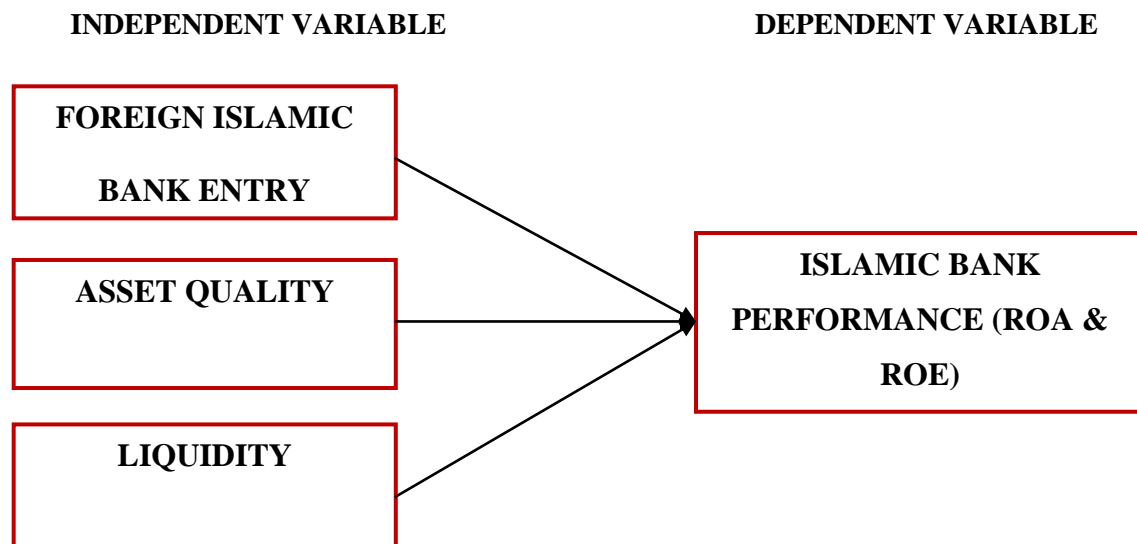 INDEPENDENT VARIABLE
DEPENDENT VARIABLE
FOREIGN ISLAMIC
BANK ENTRY
ASSET QUALITY
LIQUIDITY
ISLAMIC BANK
PERFORMANCE (ROA &
ROE)